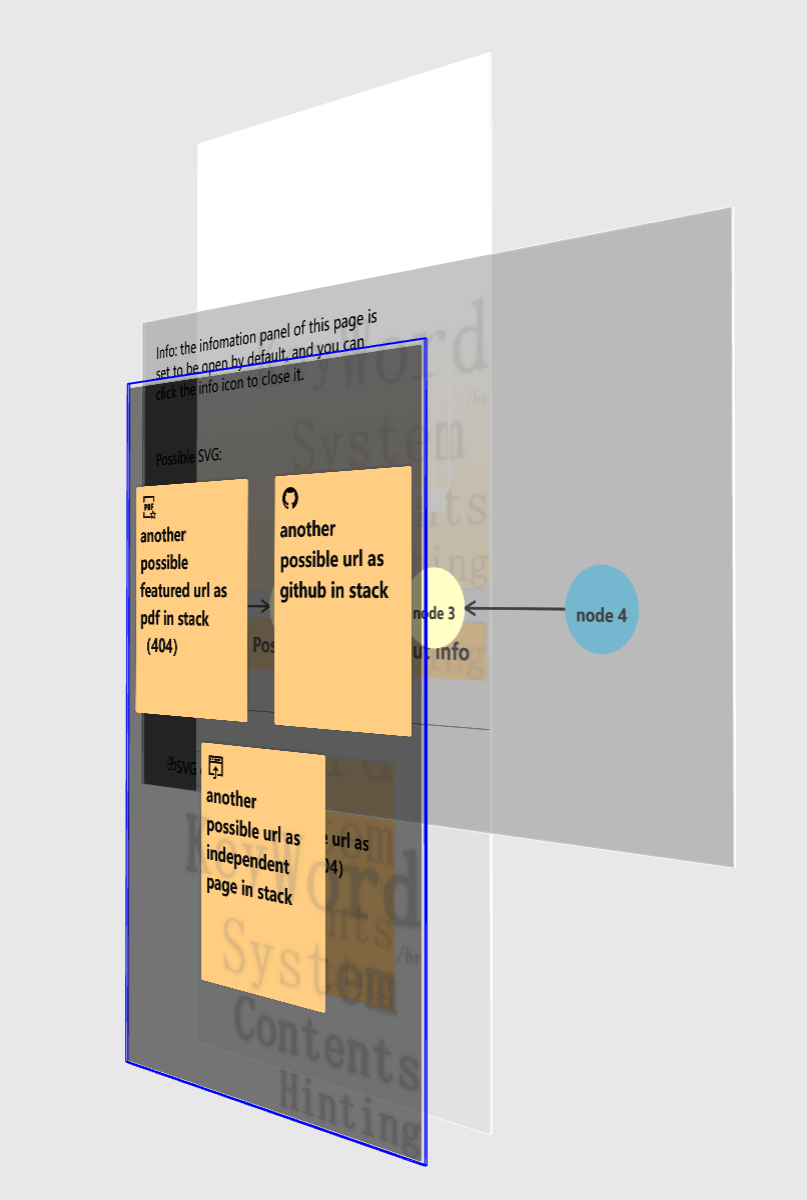 Info: the infomation panel of this page is
set to be open by default, and you can
click the info icon to close it.
KeyWord
/br
System
Possible SVG:
nts
ing
PDF
another
possible
featured url as
pdf in stack
(404)
another
possible url as
github in stack
node 3
node 4
Pos
ut info
SVG
another
possible url as
independent
page in stack
e url as
04)
KeyWord
/br
System
Contents
Hinting